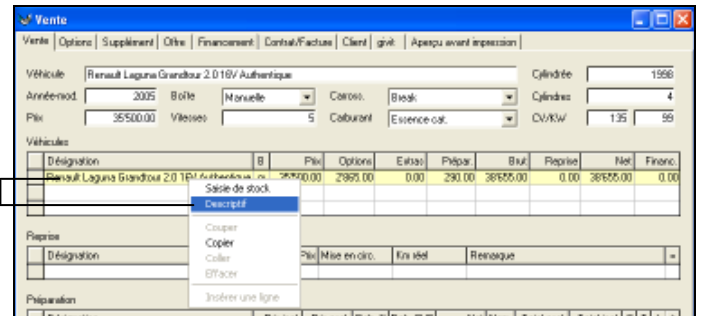 Vente
Vente Options Supplément Offre Financement Contrat/Facture Client givit Aperçu avant impression
Véhicule Renault Laguna Grandtour 2.0 16V Authentique Cylindrée 1998
Année-mod. 2005 Boîte Manuelle Carross. Break Cylindres 4
Prix 35'500.00 Vitesses 5 Carburant Essence cat. CV/KW 135 99
Véhicules
Désignation B Prix Options Extras Prépar. Brut Reprise Net Financ.
Renault Laguna Grandtour 2.0 16V Authentique 35'500.00 2'865.00 0.00 290.00 38'655.00 0.00 38'655.00 0.00
Saisie de stock
Descriptif
Couper
Copier
Coller
Effacer
Insérer une ligne
Reprise
Désignation Prix Mise en circ. Km réel Remarque
Préparation